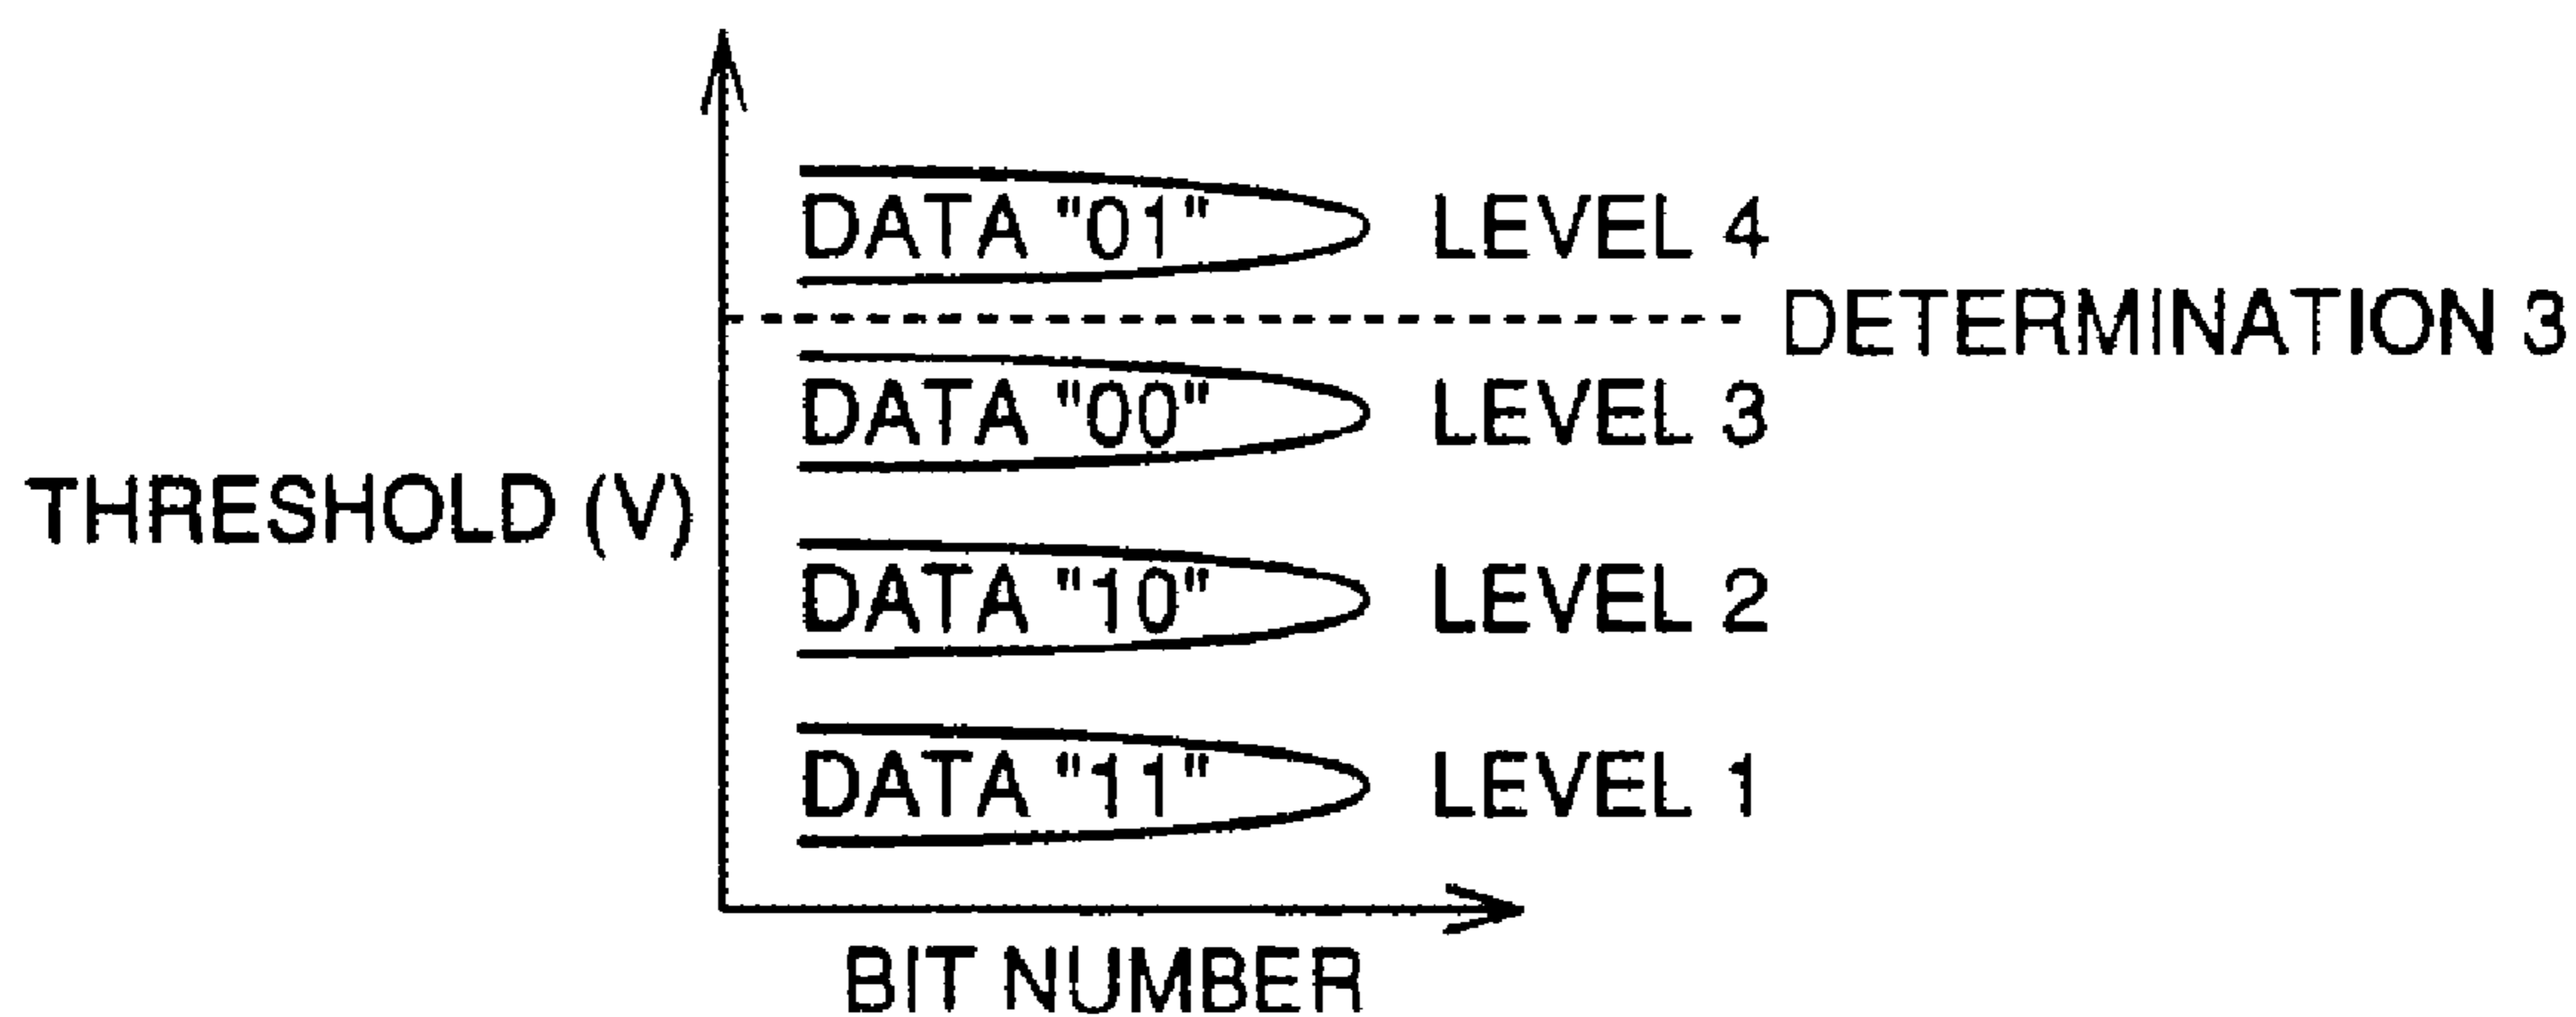 DATA "01" LEVEL 4
DETERMINATION 3
DATA "00" LEVEL 3
THRESHOLD (V)
DATA "10" LEVEL 2
DATA "11" LEVEL 1
BIT NUMBER